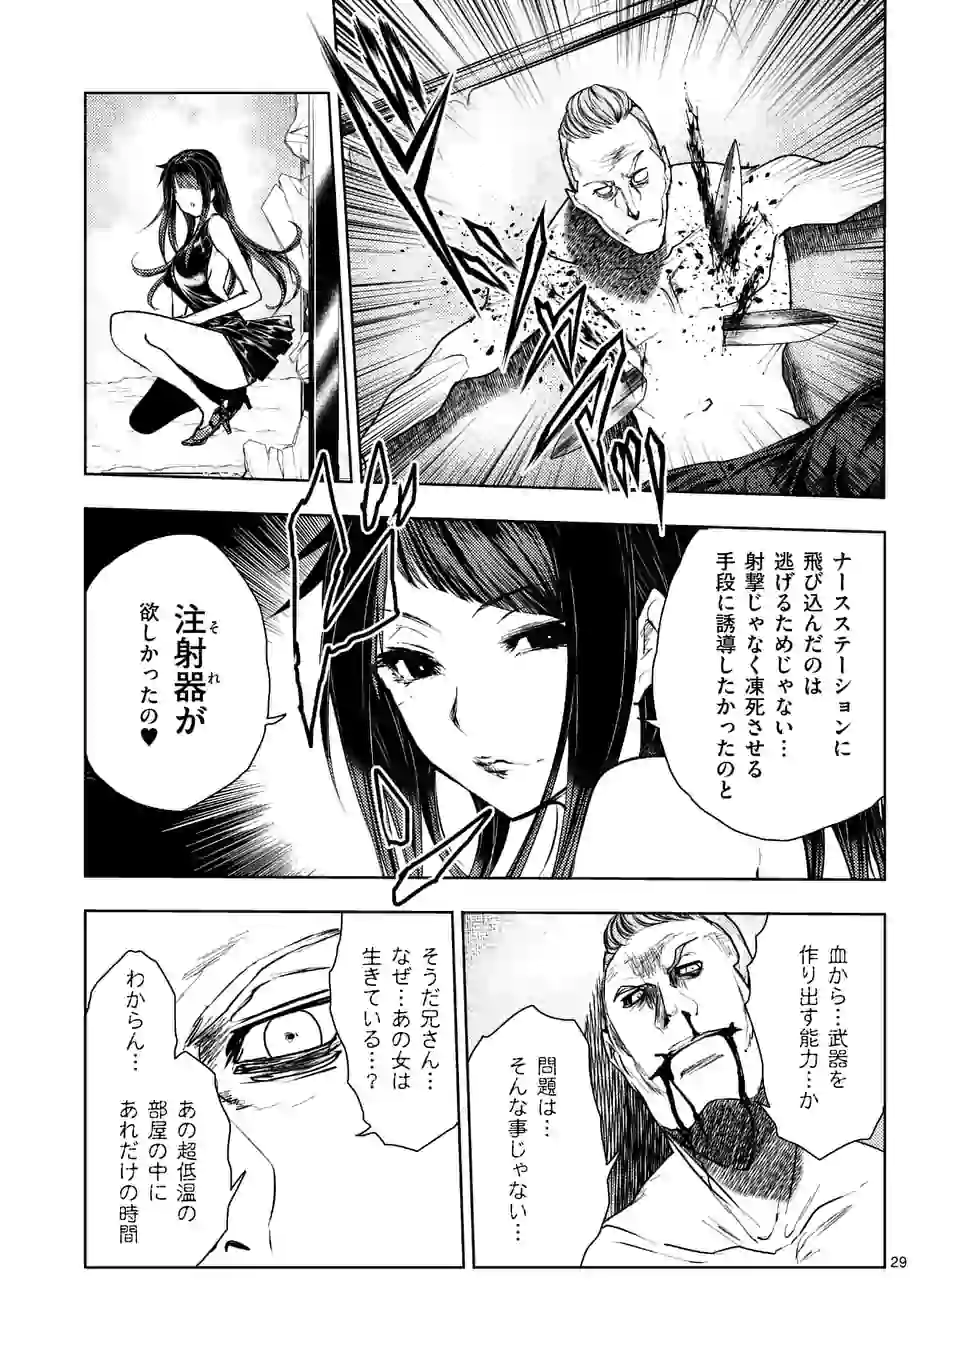 ナースステーションに
飛び込んだのは
逃げるためじゃない…
射撃じゃなく凍死させる
手段に誘導したかったのと
注射器が
それ
欲しかったの♥
血から…武器を
作り出す能力…か
問題は…
そんな事じゃない…
そうだ兄さん…
なぜ…あの女は
生きている…?
わからん…
あの超低温の
部屋の中に
あれだけの時間
29